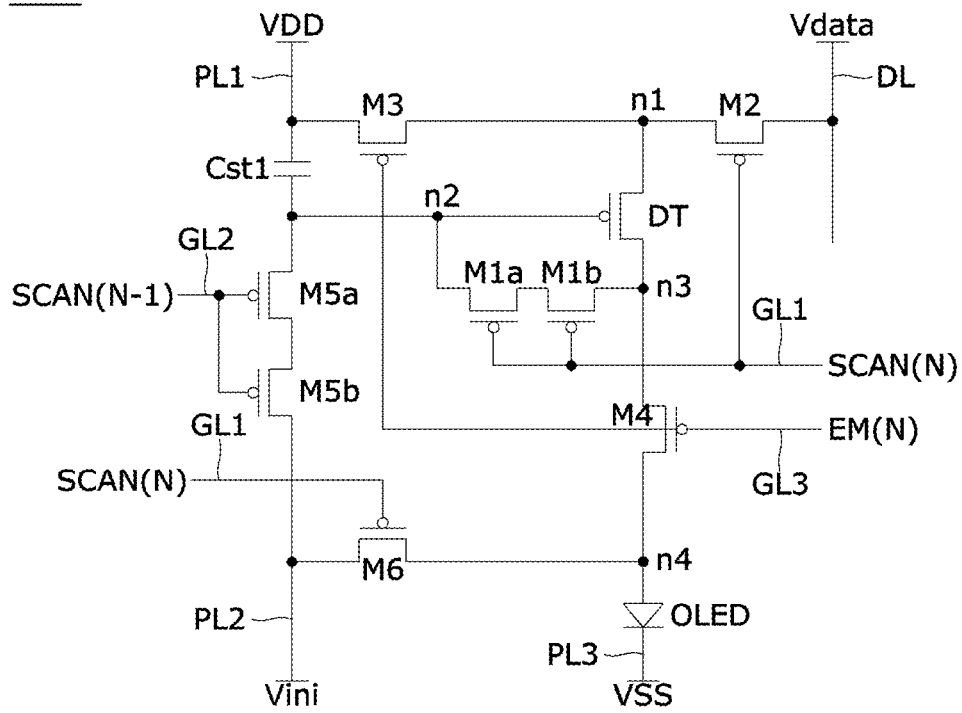 VDD
Vdata
PL1
DL
M3
n1
M2
Cst1
n2
DT
GL2
M1a
M1b
n3
SCAN(N-1)
M5a
GL1
SCAN(N)
M5b
M4
GL1
EM(N)
SCAN(N)
GL3
M6
n4
PL2
OLED
PL3
Vini
VSS